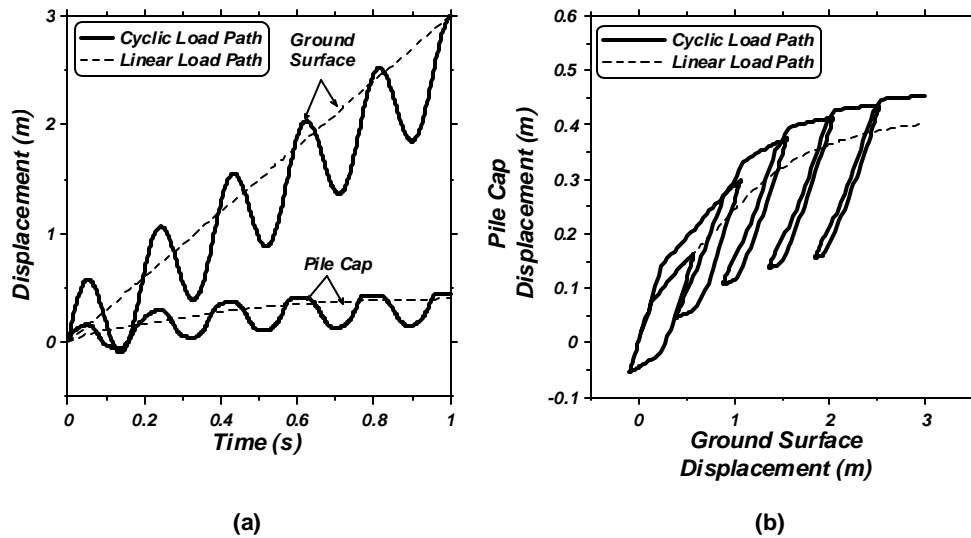 3
2
1
0
Displacement (m)
Cyclic Load Path
Linear Load Path
Ground
Surface
Pile Cap
0
0.2
0.4
0.6
0.8
1
Time (s)
(a)
0.6
0.5
0.4
0.3
0.2
0.1
0
-0.1
Pile Cap
Displacement (m)
Cyclic Load Path
Linear Load Path
0
1
2
3
Ground Surface
Displacement (m)
(b)